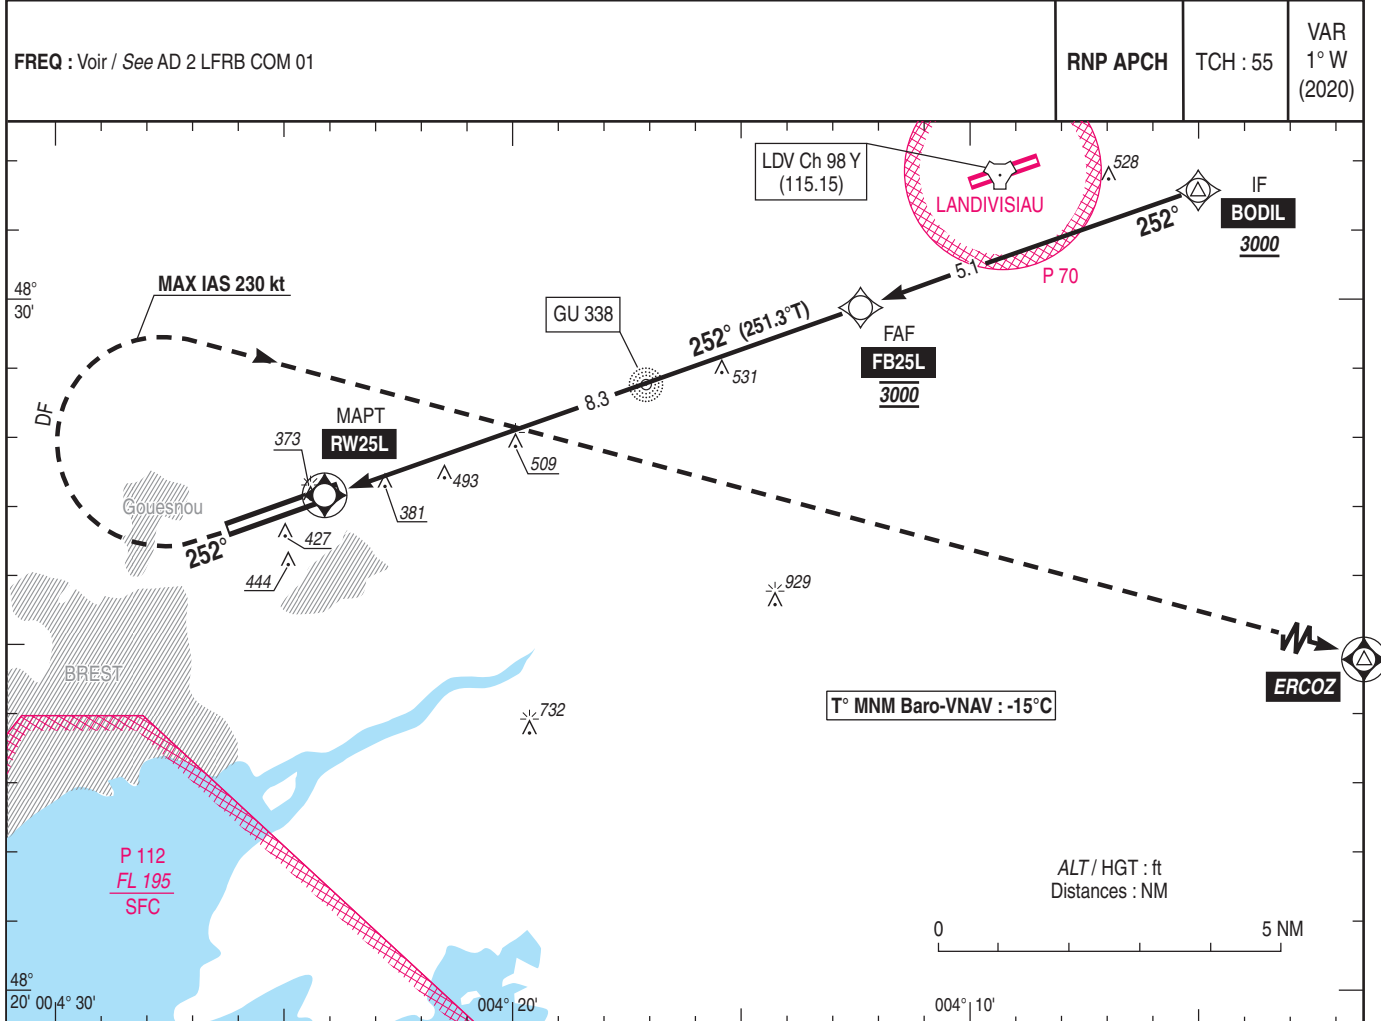 FREQ : Voir / See AD 2 LFRB COM 01
RNP APCH
TCH : 55
VAR
1° W
(2020)
LDV Ch 98 Y
(115.15)
LANDIVISIAU
528
IF
BODIL
3000
252°
P 70
5.1
48°
30'
MAX IAS 230 kt
GU 338
252° (251.3°T)
FAF
FB25L
3000
531
8.3
DF
MAPT
RW25L
373
509
493
381
Gouesnou
252°
427
444
929
BREST
ERCOZ
T° MNM Baro-VNAV : -15°C
732
P 112
FL 195
SFC
ALT / HGT : ft
Distances : NM
0
5 NM
48°
20'
004° 30'
004° 20'
004° 10'